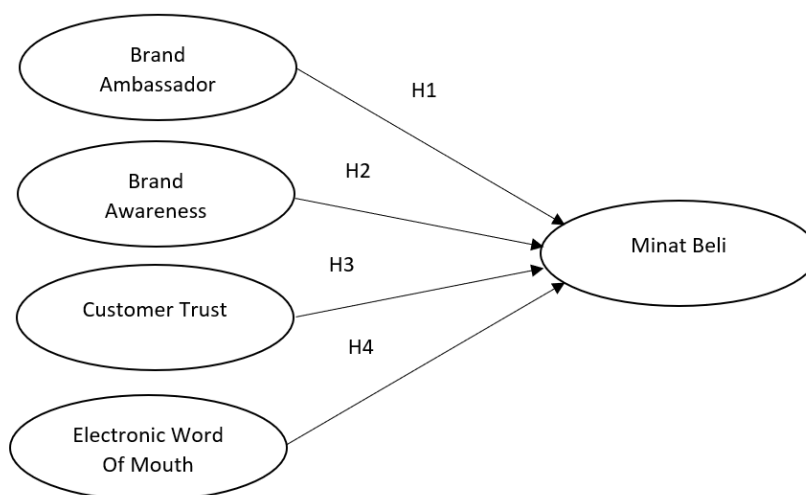 Brand
Ambassador
H1
Brand
Awareness
H2
Minat Beli
H3
Customer Trust
H4
Electronic Word
Of Mouth